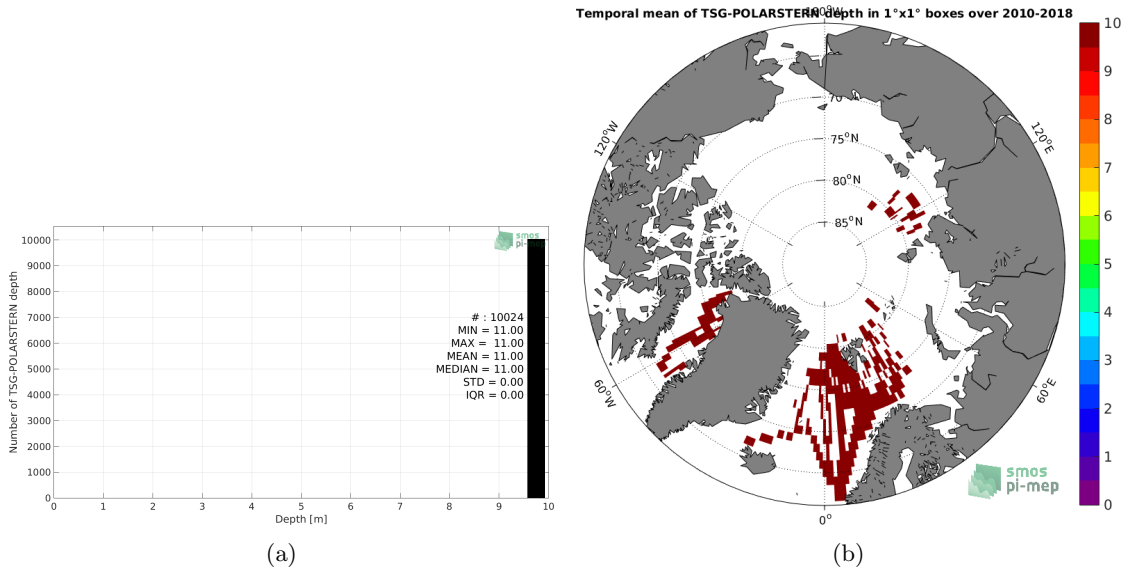 Number of TSG-POLARSTERN depth
10000
9000
8000
7000
6000
5000
4000
3000
2000
1000
0
smos
pi-mep
# : 10024
MIN = 11.00
MAX = 11.00
MEAN = 11.00
MEDIAN = 11.00
STD = 0.00
IQR = 0.00
0 1 2 3 4 5 6 7 8 9 10
Depth [m]
(a)
Temporal mean of TSG-POLARSTERN depth in 1°x1° boxes over 2010-2018
180°W
120°W
120°E
70
75°N
80°N
85°N
60°W
60°E
0°
smos
pi-mep
10
9
8
7
6
5
4
3
2
1
0
(b)